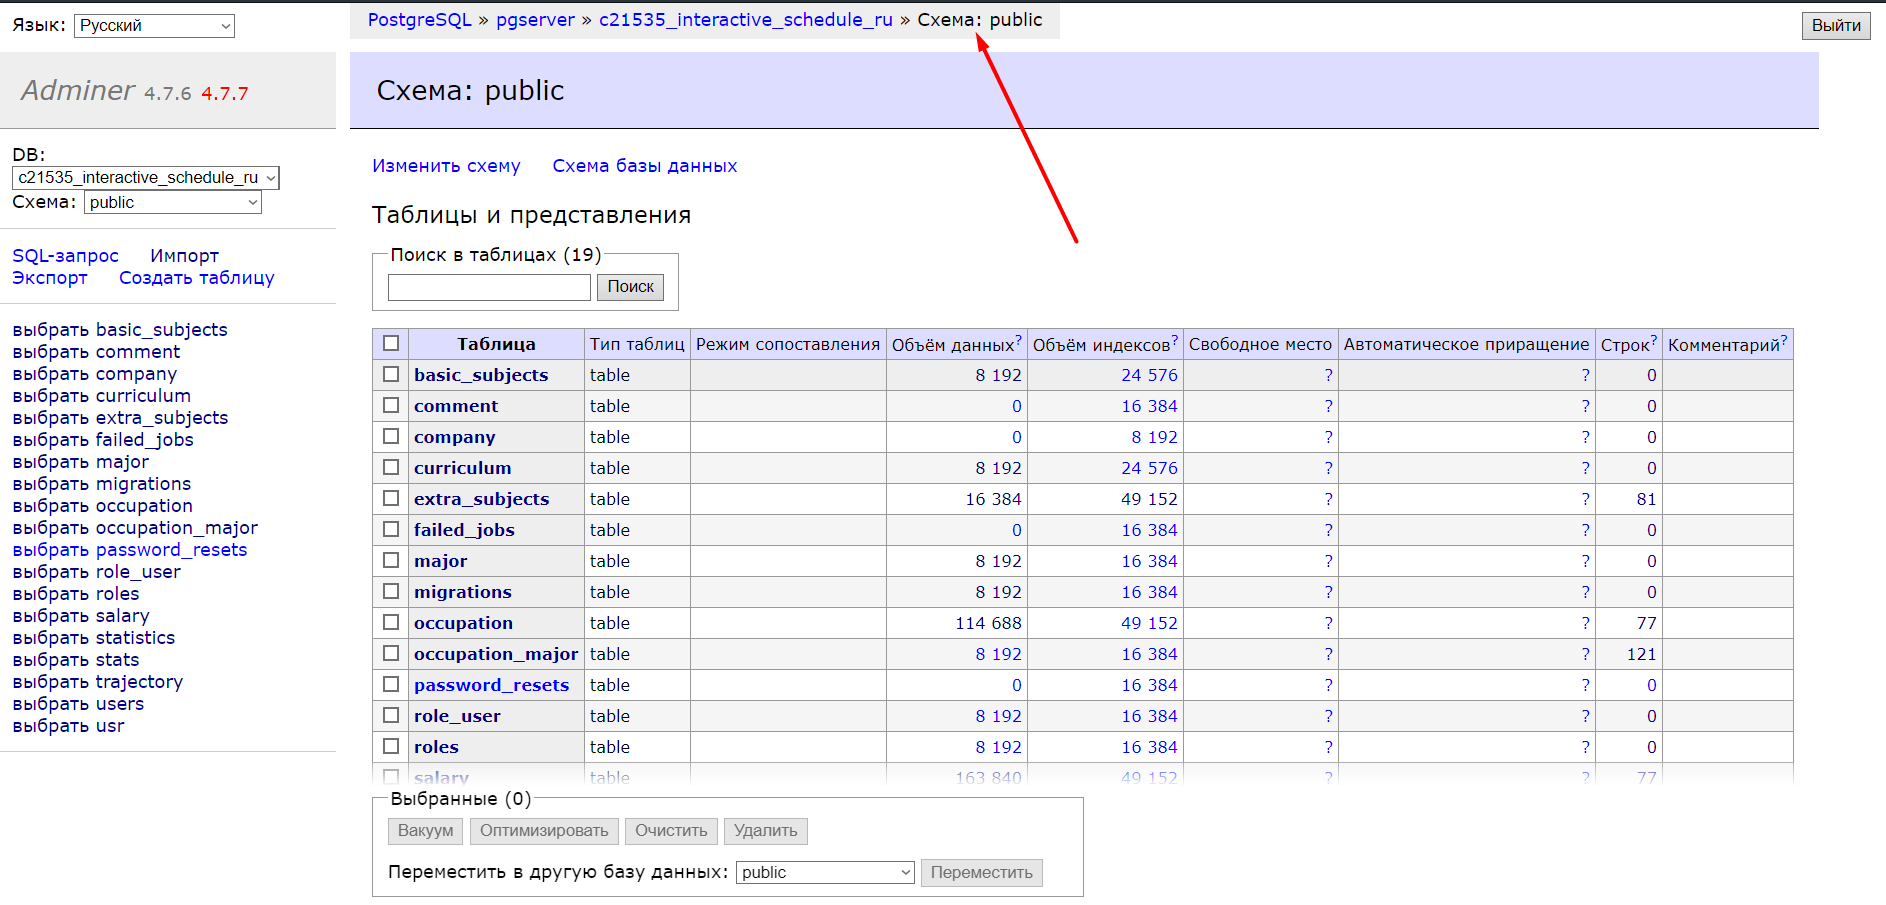 Язык: Русский
PostgreSQL » pgserver » c21535_interactive_schedule_ru » Схема: public
Выйти
Adminer 4.7.6 4.7.7
Схема: public
DB:
c21535_interactive_schedule_ru
Схема: public
SQL-запрос Импорт
Экспорт Создать таблицу
выбрать basic_subjects
выбрать comment
выбрать company
выбрать curriculum
выбрать extra_subjects
выбрать failed_jobs
выбрать major
выбрать migrations
выбрать occupation
выбрать occupation_major
выбрать password_resets
выбрать role_user
выбрать roles
выбрать salary
выбрать statistics
выбрать stats
выбрать trajectory
выбрать users
выбрать usr
Изменить схему Схема базы данных
Таблицы и представления
Поиск в таблицах (19)
Поиск
Таблица Тип таблиц Режим сопоставления Объём данных? Объём индексов? Свободное место Автоматическое приращение Строк? Комментарий?
basic_subjects table 8 192 24 576 ? ? 0
comment table 0 16 384 ? ? 0
company table 0 8 192 ? ? 0
curriculum table 8 192 24 576 ? ? 0
extra_subjects table 16 384 49 152 ? ? 81
failed_jobs table 0 16 384 ? ? 0
major table 8 192 16 384 ? ? 0
migrations table 8 192 16 384 ? ? 0
occupation table 114 688 49 152 ? ? 77
occupation_major table 8 192 16 384 ? ? 121
password_resets table 0 16 384 ? ? 0
role_user table 8 192 16 384 ? ? 0
roles table 8 192 16 384 ? ? 0
salary table 163 840 49 152 ? ? 77
Выбранные (0)
Вакуум Оптимизировать Очистить Удалить
Переместить в другую базу данных: public Переместить